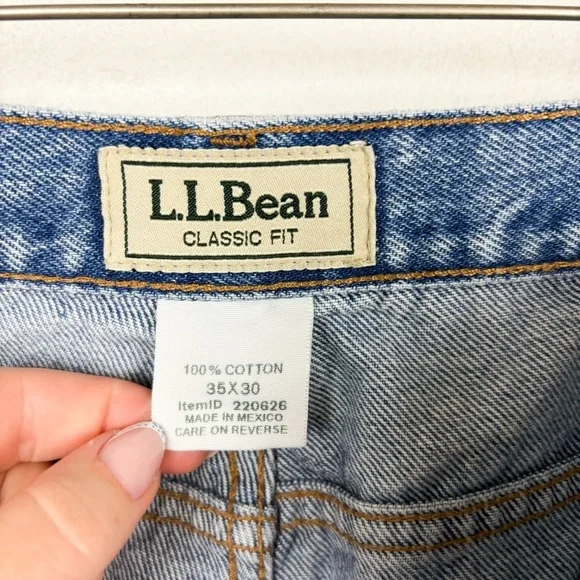 L.L.Bean
CLASSIC FIT
100% COTTON
35X30
ItemID 220626
MADE IN MEXICO
CARE ON REVERSE